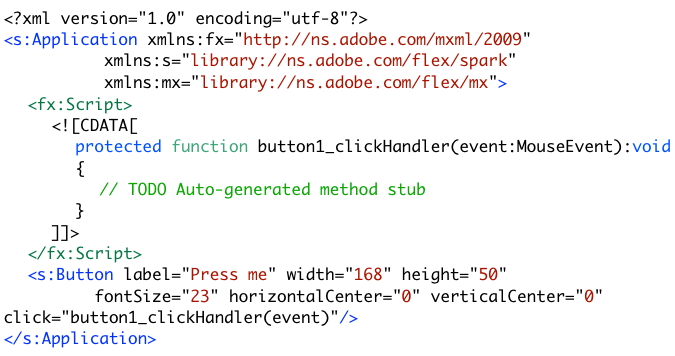 <?xml version="1.0" encoding="utf-8"?>
<s:Application xmlns:fx="http://ns.adobe.com/mxml/2009"
xmlns:s="library://ns.adobe.com/flex/spark"
xmlns:mx="library://ns.adobe.com/flex/mx">
<fx:Script>
<![CDATA[
protected function button1_clickHandler(event:MouseEvent):void
{
// TODO Auto-generated method stub
}
]]>
</fx:Script>
<s:Button label="Press me" width="168" height="50"
fontSize="23" horizontalCenter="0" verticalCenter="0"
click="button1_clickHandler(event)"/>
</s:Application>